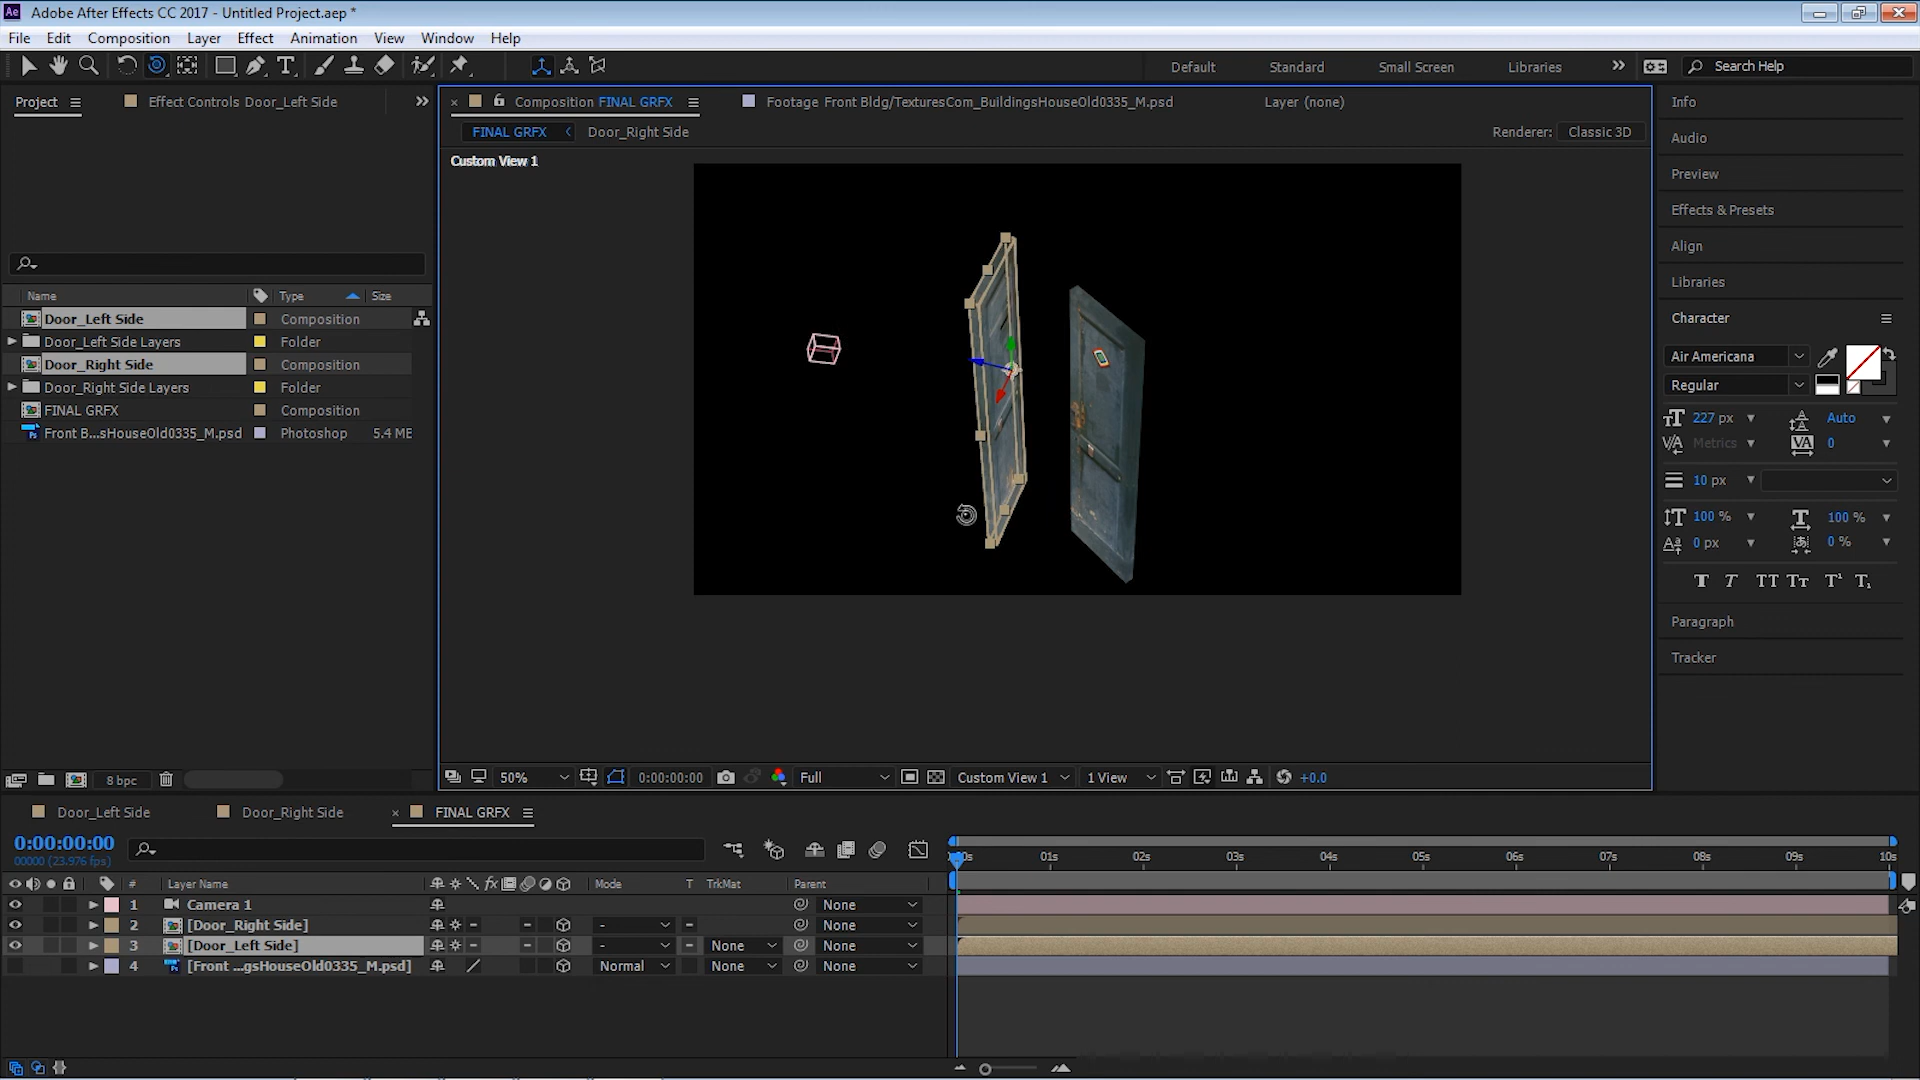 Adobe After Effects CC 2017 - Untitled Project.aep *
File Edit Composition Layer Effect Animation View Window Help
Default Standard Small Screen Libraries Search Help
Project Effect Controls Door_Left Side
Composition FINAL GRFX Footage Front Bldg/TexturesCom_BuildingsHouseOld0335_M.psd Layer (none)
FINAL GRFX Door_Right Side Renderer: Classic 3D
Custom View 1
Name Type Size
Door_Left Side Composition
Door_Left Side Layers Folder
Door_Right Side Composition
Door_Right Side Layers Folder
FINAL GRFX Composition
Front B...sHouseOld0335_M.psd Photoshop 5.4 ME
8 bpc
50% 0:00:00:00 Full Custom View 1 1 View +0.0
Info
Audio
Preview
Effects & Presets
Align
Libraries
Character
Air Americana
Regular
227 px Auto
Metrics 0
10 px
100 % 100 %
0 px 0 %
T T TT Tt T¹ T₁
Paragraph
Tracker
Door_Left Side Door_Right Side FINAL GRFX
0:00:00:00
00000 (23.976 fps)
01s 02s 03s 04s 05s 06s 07s 08s 09s 10s
# Layer Name Mode T TrkMat Parent
1 Camera 1 None
2 [Door_Right Side] - None
3 [Door_Left Side] - None None
4 [Front ...gsHouseOld0335_M.psd] Normal None None